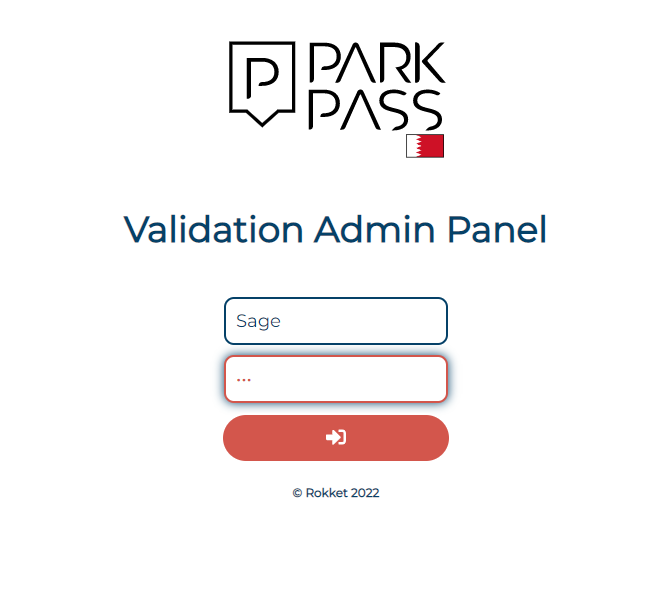 P PARK
PASS
Validation Admin Panel
Sage
...
© Rokket 2022